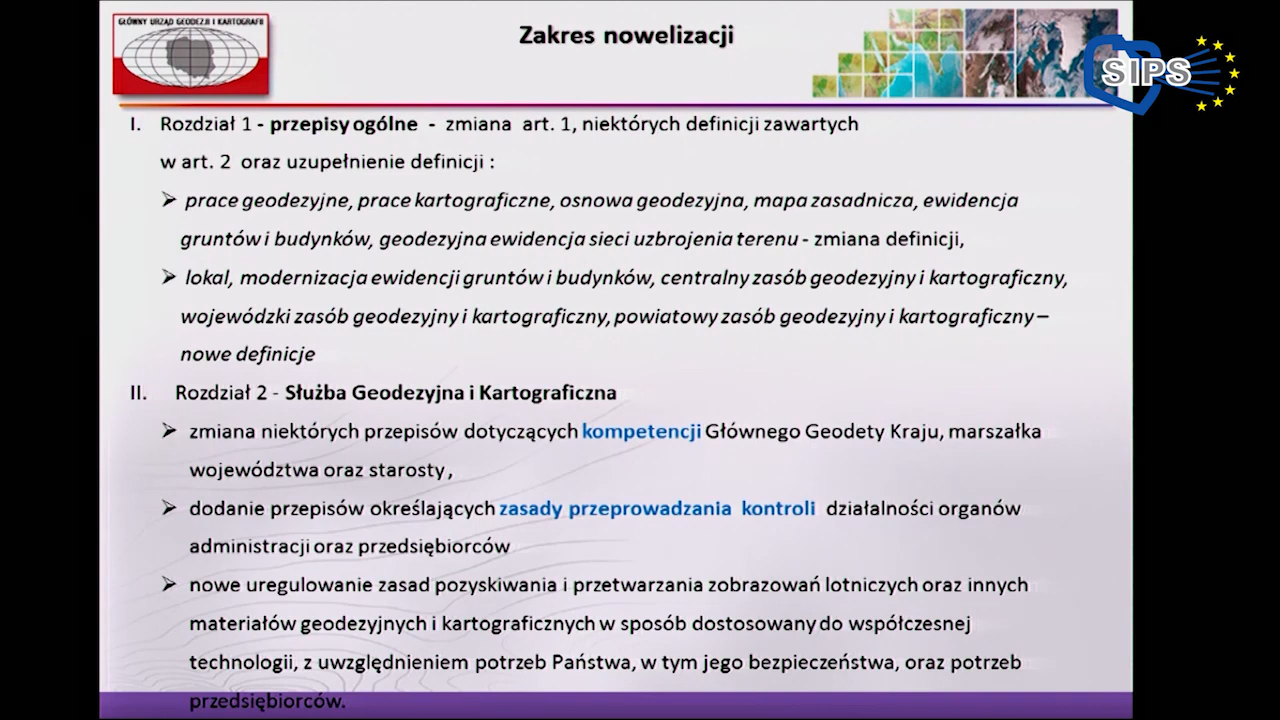 GŁÓWNY URZĄD GEODEZJI I KARTOGRAFII
Zakres nowelizacji
SIPS
I. Rozdział 1 - przepisy ogólne - zmiana art. 1, niektórych definicji zawartych
w art. 2 oraz uzupełnienie definicji :
➢ prace geodezyjne, prace kartograficzne, osnowa geodezyjna, mapa zasadnicza, ewidencja
gruntów i budynków, geodezyjna ewidencja sieci uzbrojenia terenu - zmiana definicji,
➢ lokal, modernizacja ewidencji gruntów i budynków, centralny zasób geodezyjny i kartograficzny,
wojewódzki zasób geodezyjny i kartograficzny, powiatowy zasób geodezyjny i kartograficzny –
nowe definicje
II. Rozdział 2 - Służba Geodezyjna i Kartograficzna
➢ zmiana niektórych przepisów dotyczących kompetencji Głównego Geodety Kraju, marszałka
województwa oraz starosty ,
➢ dodanie przepisów określających zasady przeprowadzania kontroli działalności organów
administracji oraz przedsiębiorców
➢ nowe uregulowanie zasad pozyskiwania i przetwarzania zobrazowań lotniczych oraz innych
materiałów geodezyjnych i kartograficznych w sposób dostosowany do współczesnej
technologii, z uwzględnieniem potrzeb Państwa, w tym jego bezpieczeństwa, oraz potrzeb
przedsiębiorców.